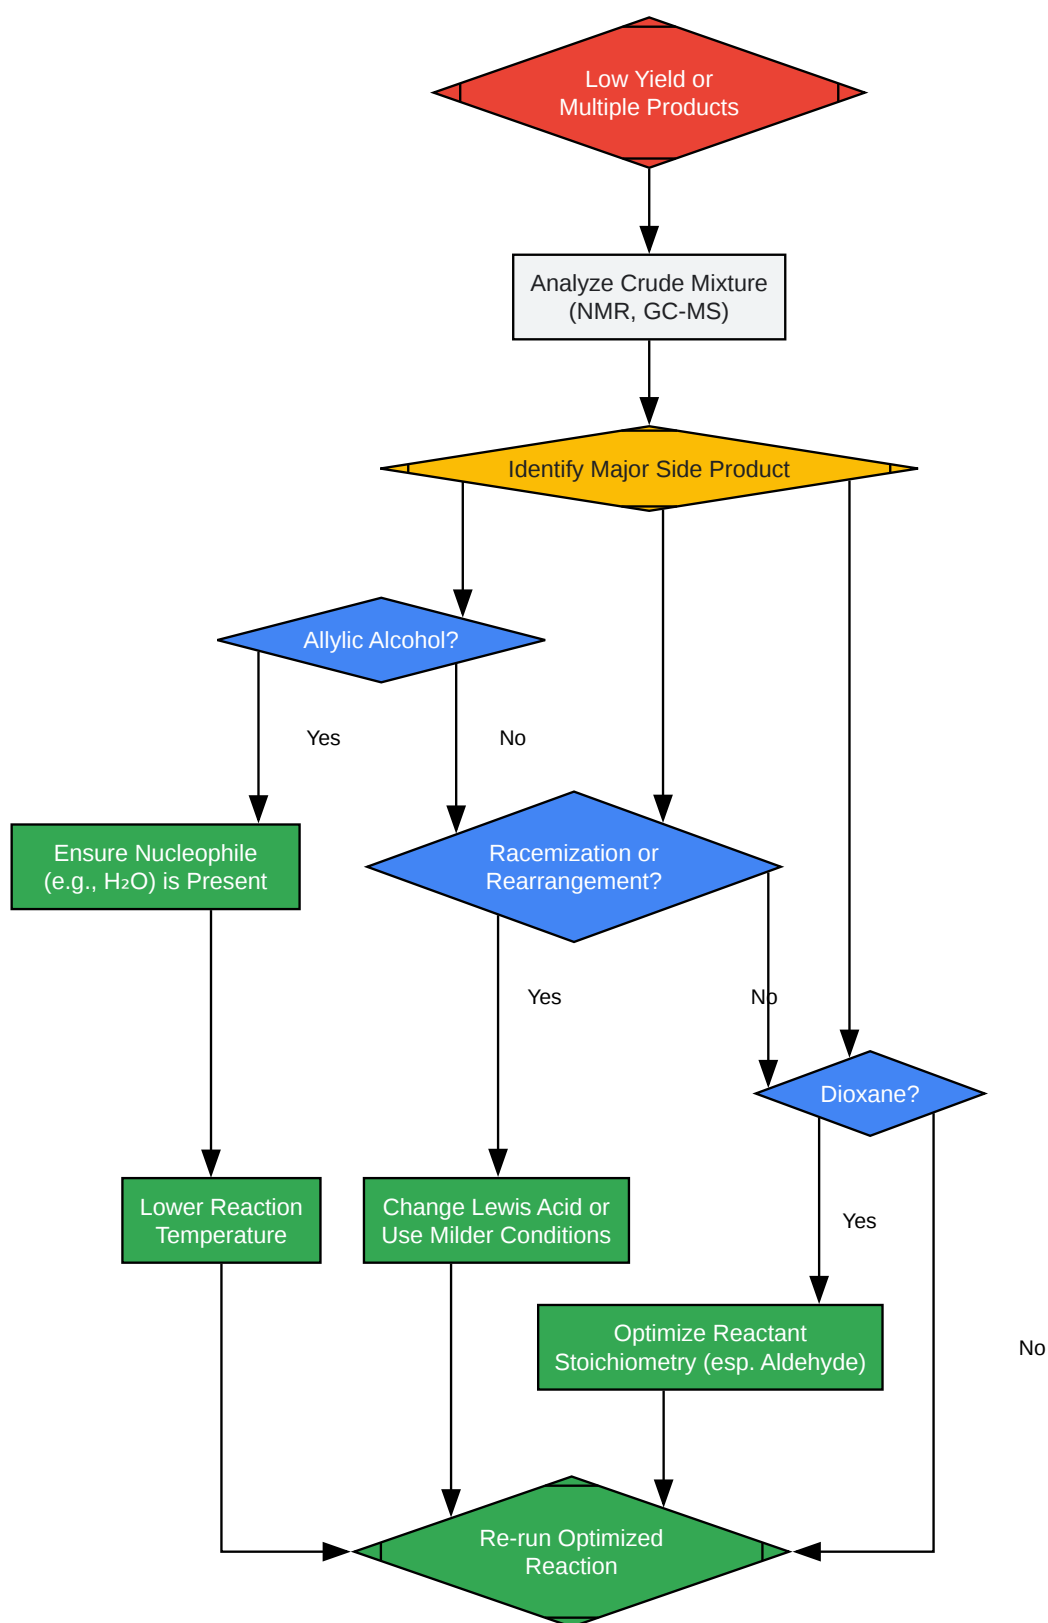 Low Yield or
Multiple Products
Analyze Crude Mixture
(NMR, GC-MS)
Identify Major Side Product
Allylic Alcohol?
Yes
No
Ensure Nucleophile
(e.g., H₂O) is Present
Racemization or
Rearrangement?
Yes
No
Dioxane?
Lower Reaction
Temperature
Change Lewis Acid or
Use Milder Conditions
Yes
Optimize Reactant
Stoichiometry (esp. Aldehyde)
No
Re-run Optimized
Reaction